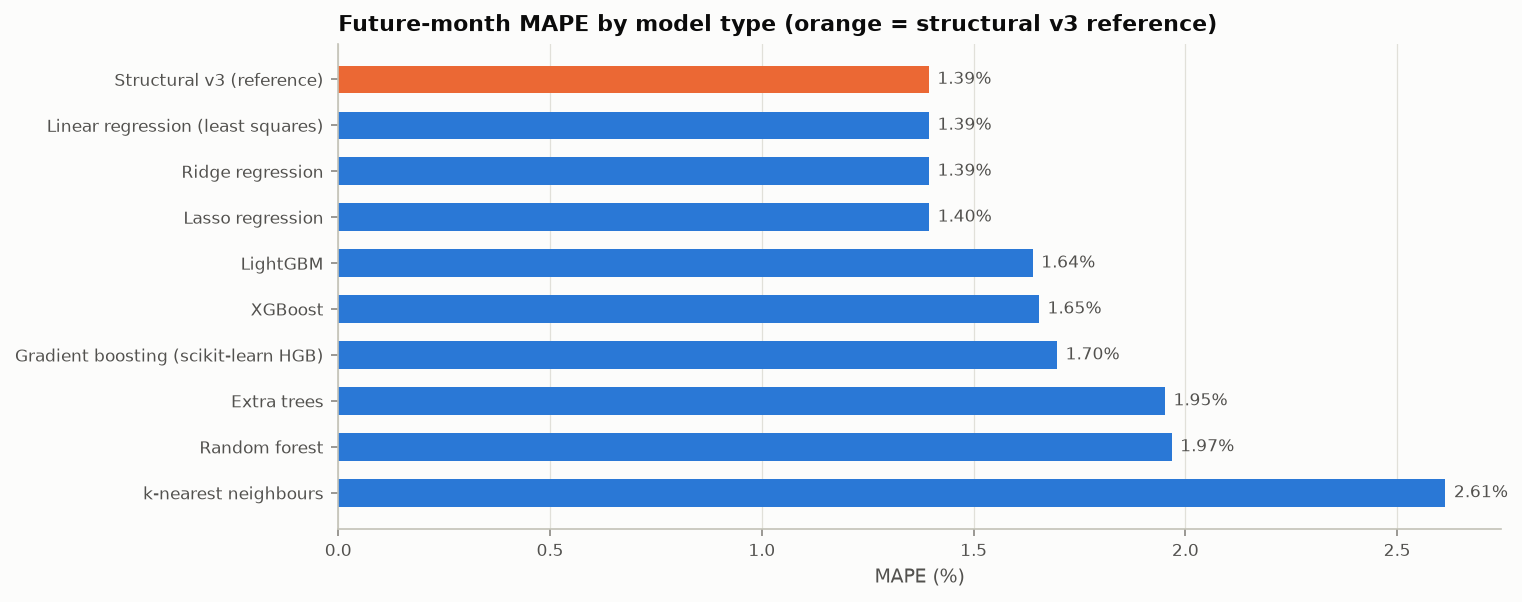 Future-month MAPE by model type (orange = structural v3 reference)
Structural v3 (reference) 1.39%
Linear regression (least squares) 1.39%
Ridge regression 1.39%
Lasso regression 1.40%
LightGBM 1.64%
XGBoost 1.65%
Gradient boosting (scikit-learn HGB) 1.70%
Extra trees 1.95%
Random forest 1.97%
k-nearest neighbours 2.61%
0.0 0.5 1.0 1.5 2.0 2.5
MAPE (%)